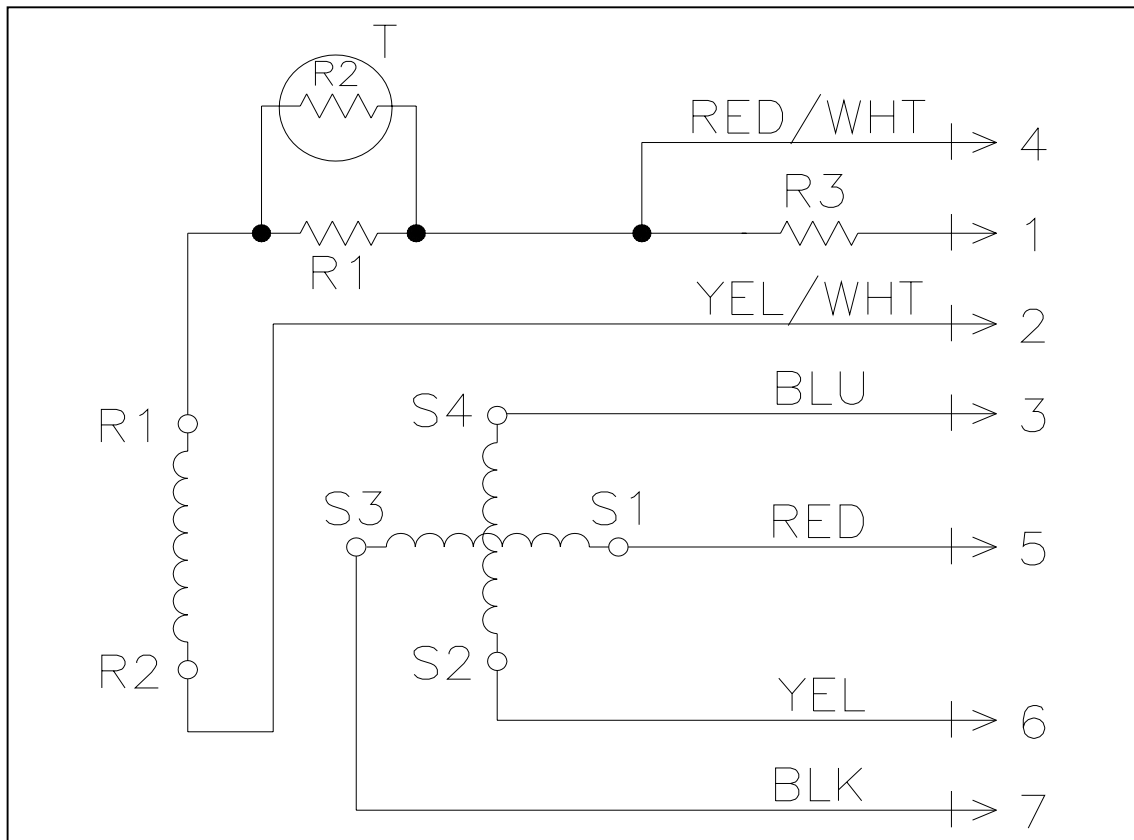 T
R2
RED/WHT
4
R3
1
R1
YEL/WHT
2
BLU
3
R1
S4
S3
S1
RED
5
R2
S2
YEL
6
BLK
7